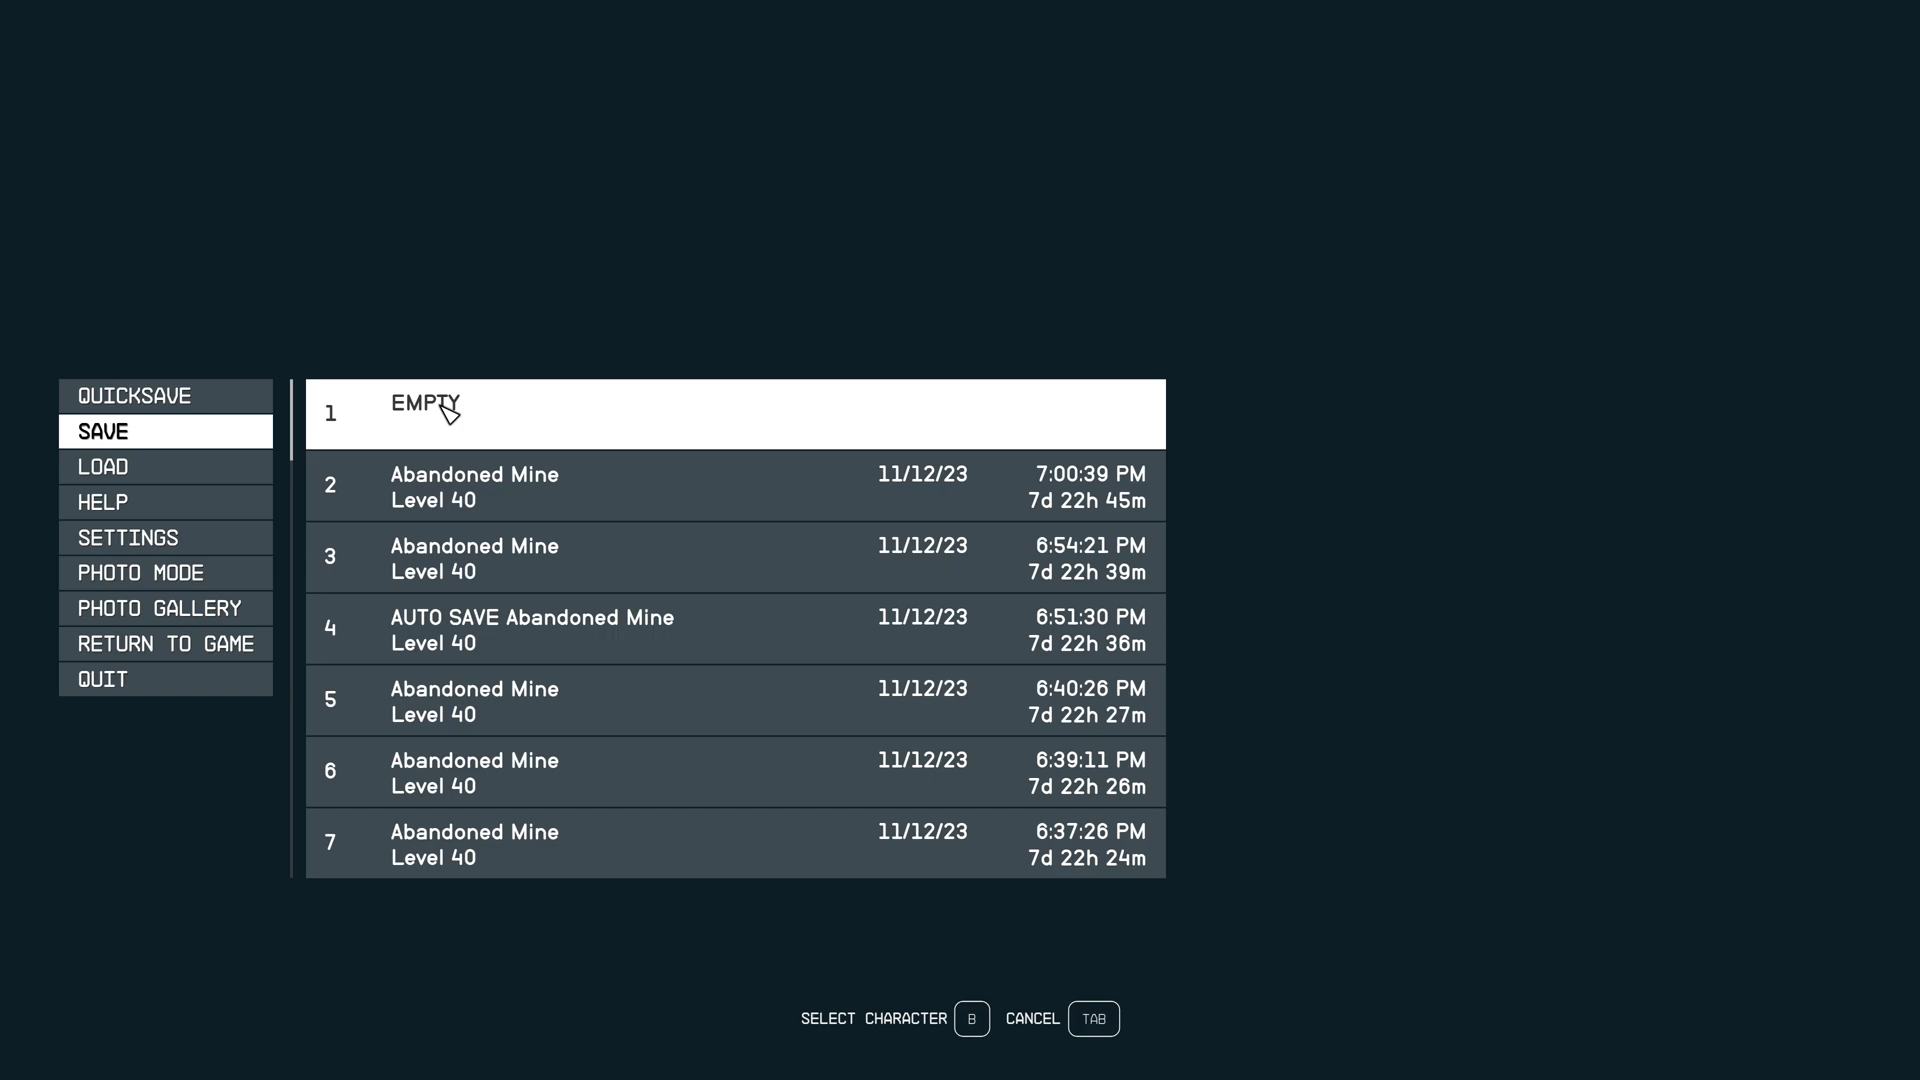 QUICKSAVE
SAVE
LOAD
HELP
SETTINGS
PHOTO MODE
PHOTO GALLERY
RETURN TO GAME
QUIT
1 EMPTY
2 Abandoned Mine 11/12/23 7:00:39 PM
Level 40 7d 22h 45m
3 Abandoned Mine 11/12/23 6:54:21 PM
Level 40 7d 22h 39m
4 AUTO SAVE Abandoned Mine 11/12/23 6:51:30 PM
Level 40 7d 22h 36m
5 Abandoned Mine 11/12/23 6:40:26 PM
Level 40 7d 22h 27m
6 Abandoned Mine 11/12/23 6:39:11 PM
Level 40 7d 22h 26m
7 Abandoned Mine 11/12/23 6:37:26 PM
Level 40 7d 22h 24m
SELECT CHARACTER B CANCEL TAB